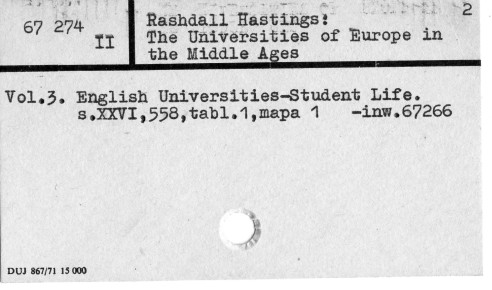 2
67 274
II
Rashdall Hastings:
The Universities of Europe in
the Middle Ages
Vol.3. English Universities-Student Life.
s.XXVI,558,tabl.1,mapa 1 -inw.67266
DUJ 867/71 15 000